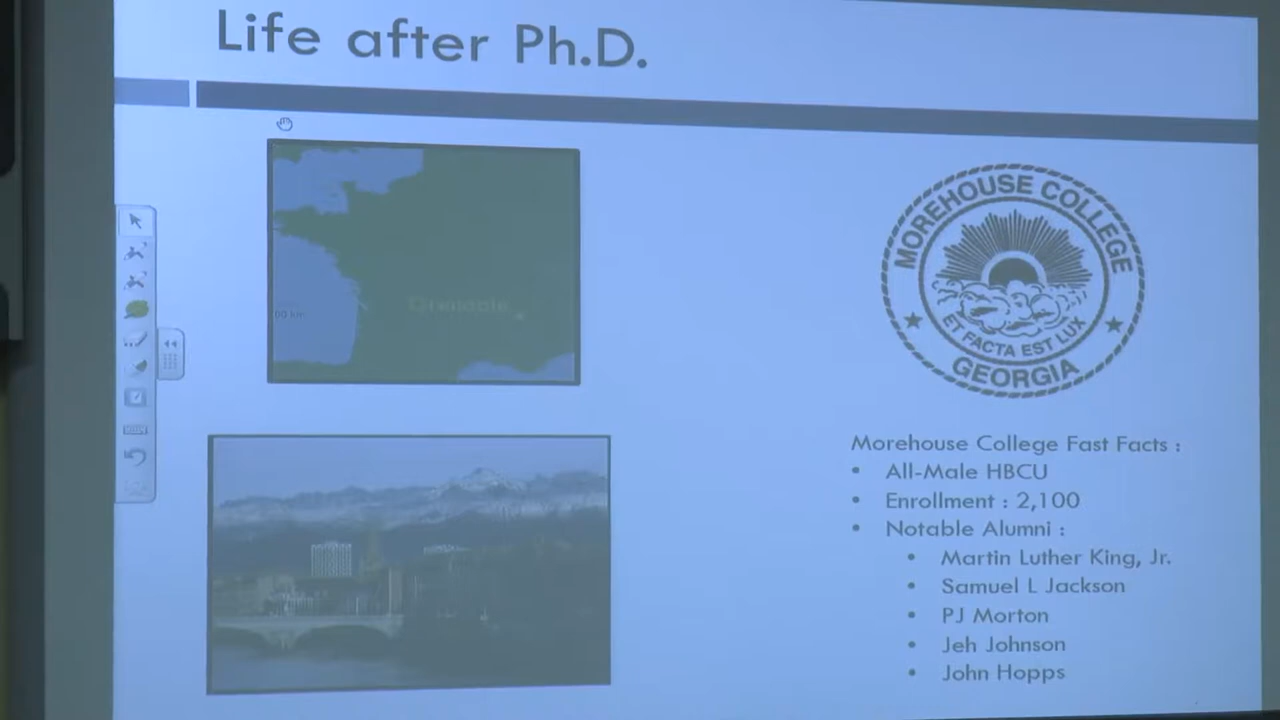 Life after Ph.D.
Grenoble
MOREHOUSE COLLEGE
ET FACTA EST LUX
GEORGIA
Morehouse College Fast Facts :
• All-Male HBCU
• Enrollment : 2,100
• Notable Alumni :
• Martin Luther King, Jr.
• Samuel L Jackson
• PJ Morton
• Jeh Johnson
• John Hopps